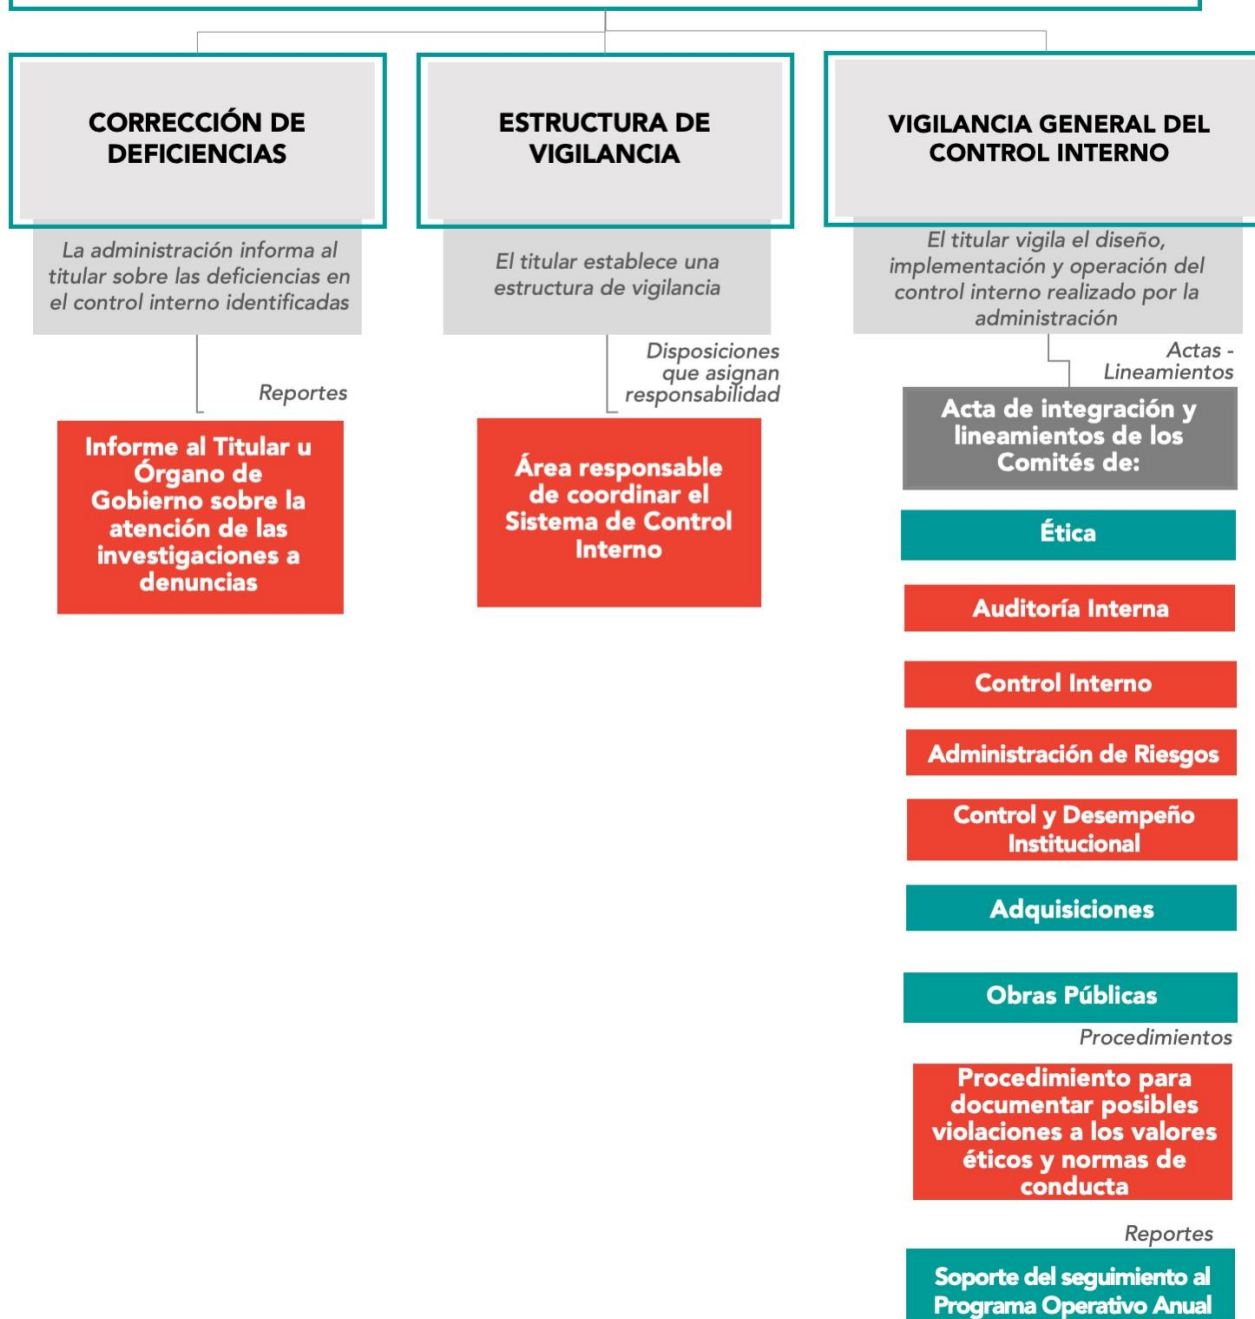 CORRECCIÓN DE
DEFICIENCIAS
La administración informa al
titular sobre las deficiencias en
el control interno identificadas
Reportes
Informe al Titular u
Órgano de
Gobierno sobre la
atención de las
investigaciones a
denuncias
ESTRUCTURA DE
VIGILANCIA
El titular establece una
estructura de vigilancia
Disposiciones
que asignan
responsabilidad
Área responsable
de coordinar el
Sistema de Control
Interno
VIGILANCIA GENERAL DEL
CONTROL INTERNO
El titular vigila el diseño,
implementación y operación del
control interno realizado por la
administración
Actas -
Lineamientos
Acta de integración y
lineamientos de los
Comités de:
Ética
Auditoría Interna
Control Interno
Administración de Riesgos
Control y Desempeño
Institucional
Adquisiciones
Obras Públicas
Procedimientos
Procedimiento para
documentar posibles
violaciones a los valores
éticos y normas de
conducta
Reportes
Soporte del seguimiento al
Programa Operativo Anual